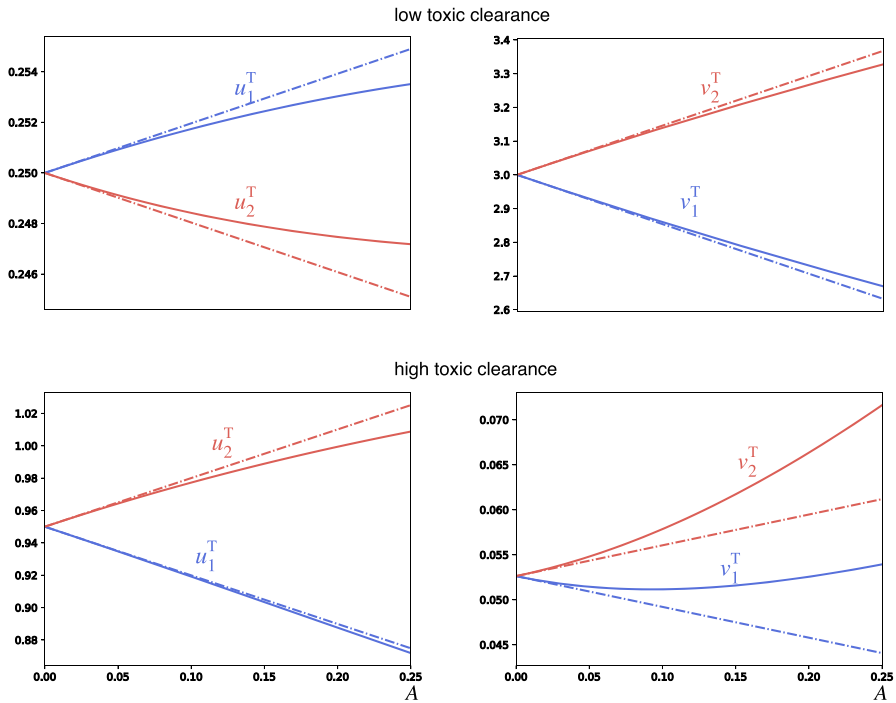 low toxic clearance
0.254
0.252
0.250
0.248
0.246
u₁ᵀ
u₂ᵀ
3.4
3.3
3.2
3.1
3.0
2.9
2.8
2.7
2.6
v₂ᵀ
v₁ᵀ
high toxic clearance
1.02
1.00
0.98
0.96
0.94
0.92
0.90
0.88
u₂ᵀ
u₁ᵀ
0.00 0.05 0.10 0.15 0.20 0.25
A
0.070
0.065
0.060
0.055
0.050
0.045
v₂ᵀ
v₁ᵀ
0.00 0.05 0.10 0.15 0.20 0.25
A